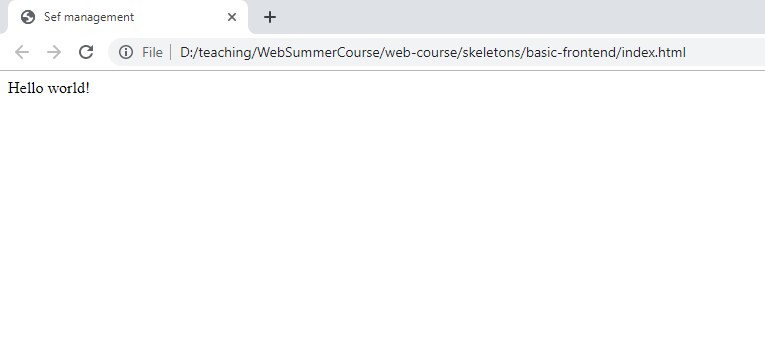 Sef management
File D:/teaching/WebSummerCourse/web-course/skeletons/basic-frontend/index.html
Hello world!